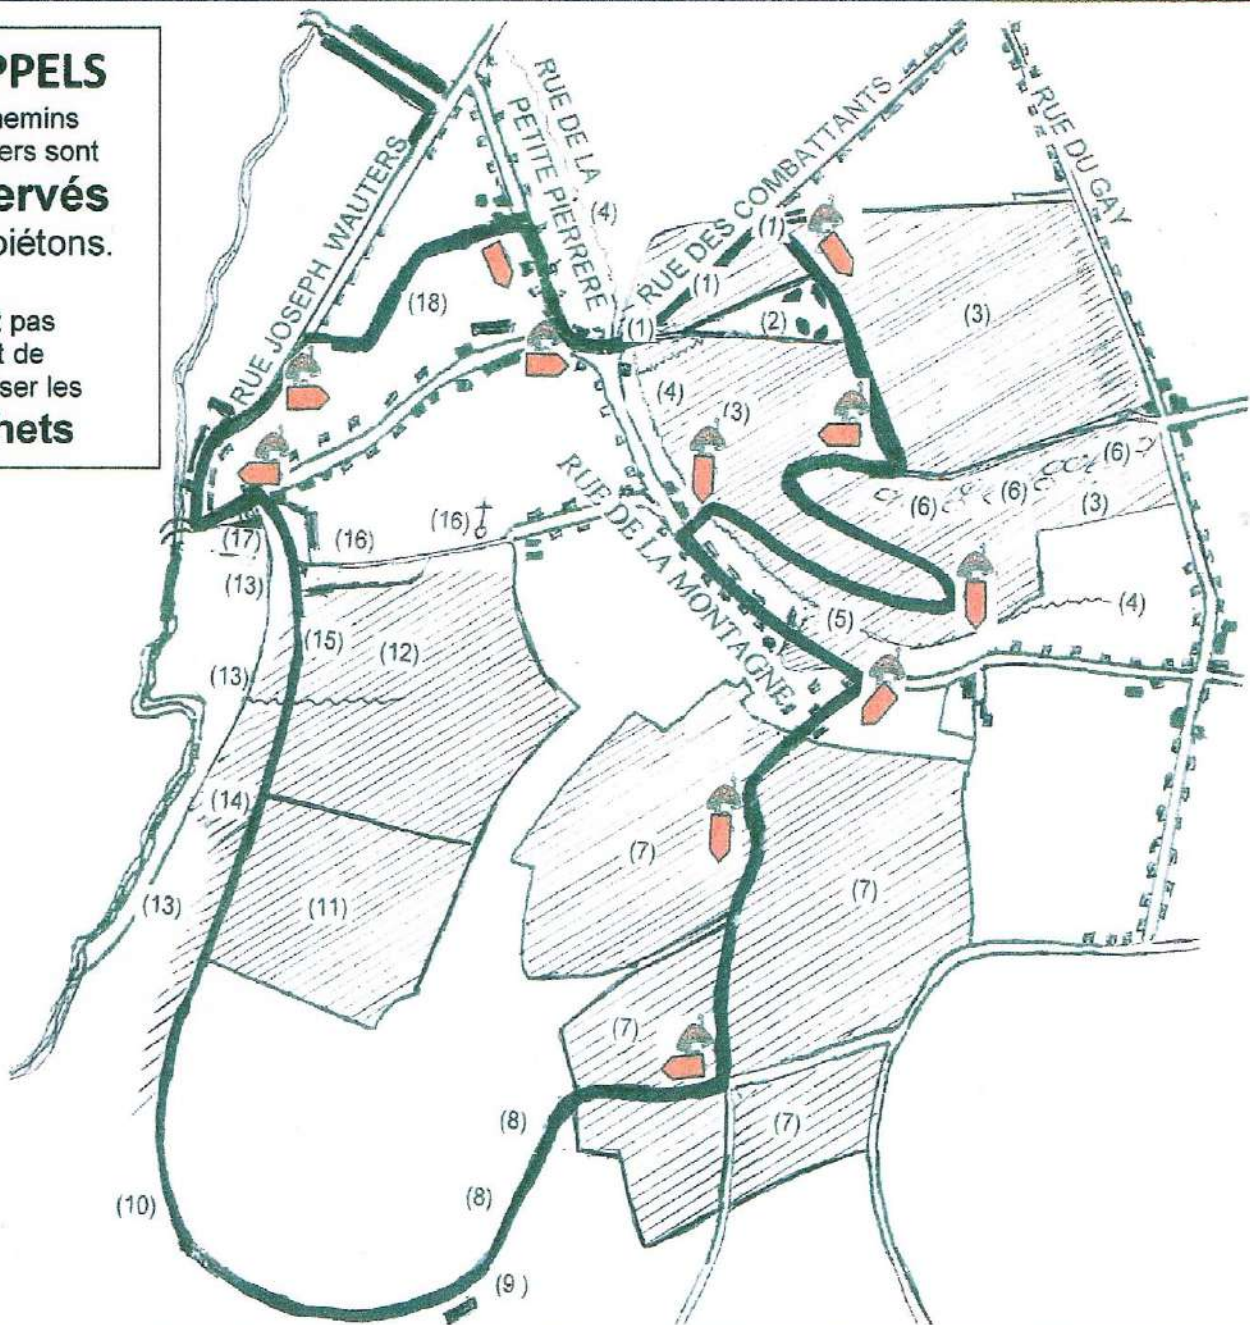 PPELS
emins
ers sont
ervés
piétons.
t pas
t de
ser les
hets
RUE JOSEPH WAUTERS
RUE DE LA
PETITE PIERRERE
RUE DES COMBATTANTS
RUE DU GAY
RUE DE LA MONTAGNE
(4)
(1)
(1)
(1)
(2)
(3)
(18)
(4)
(3)
(6)
(6)
(6)
(3)
(16)
(16)
(17)
(13)
(5)
(4)
(15)
(12)
(13)
(14)
(7)
(7)
(13)
(11)
(7)
(8)
(7)
(10)
(8)
(9)